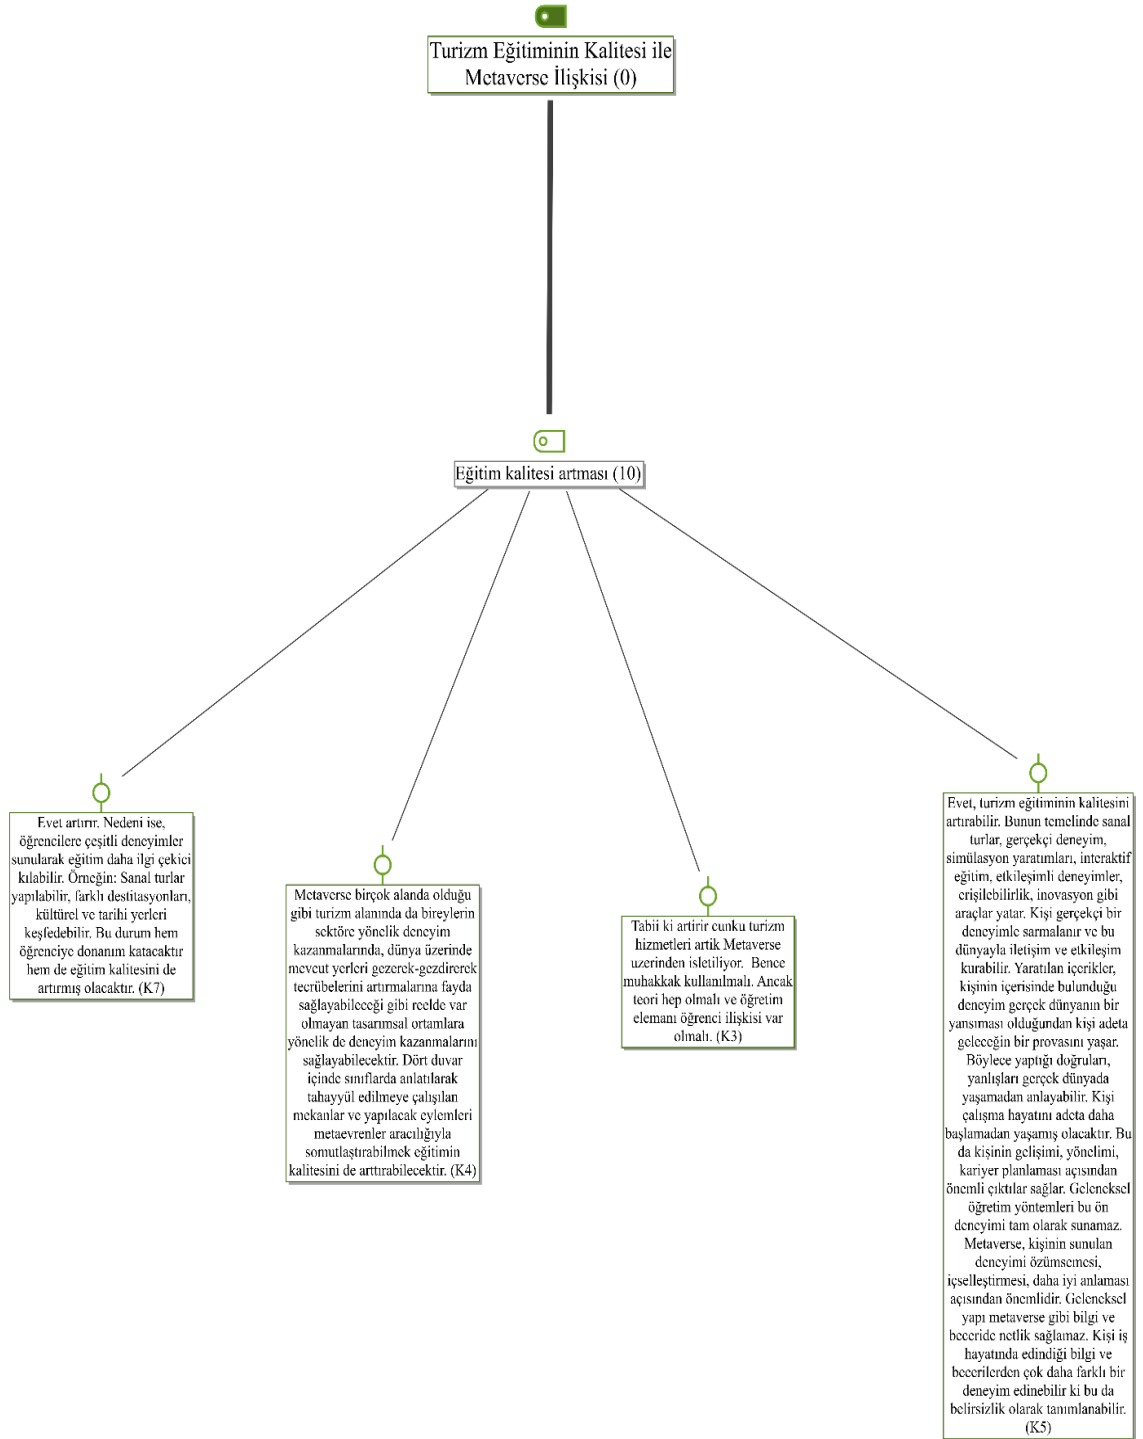 Turizm Eğitiminin Kalitesi ile
Metaverse İlişkisi (0)
Eğitim kalitesi artması (10)
Evet artırır. Nedeni ise,
öğrencilere çeşitli deneyimler
sunularak eğitim daha ilgi çekici
kılabilir. Örneğin: Sanal turlar
yapılabilir, farklı destitasyonları,
kültürel ve tarihi yerleri
keşfedebilir. Bu durum hem
öğrenciye donanım katacaktır
hem de eğitim kalitesini de
artırmış olacaktır. (K7)
Metaverse birçok alanda olduğu
gibi turizm alanında da bireylerin
sektöre yönelik deneyim
kazanmalarında, dünya üzerinde
mevcut yerleri gezerek-gezdirerek
tecrübelerini artırmalarına fayda
sağlayabileceği gibi reelde var
olmayan tasarımsal ortamlara
yönelik de deneyim kazanmalarını
sağlayabilecektir. Dört duvar
içinde sınıflarda anlatılarak
tahayyül edilmeye çalışılan
mekanlar ve yapılacak eylemleri
metaevrenler aracılığıyla
somutlaştırabilmek eğitimin
kalitesini de arttırabilecektir. (K4)
Tabii ki artirir cunku turizm
hizmetleri artik Metaverse
uzerinden isletiliyor. Bence
muhakkak kullanılmalı. Ancak
teori hep olmalı ve öğretim
elemanı öğrenci ilişkisi var
olmalı. (K3)
Evet, turizm eğitiminin kalitesini
artırabilir. Bunun temelinde sanal
turlar, gerçekçi deneyim,
simülasyon yaratımları, interaktif
eğitim, etkileşimli deneyimler,
erişilebilirlik, inovasyon gibi
araçlar yatar. Kişi gerçekçi bir
deneyimle sarmalanır ve bu
dünyayla iletişim ve etkileşim
kurabilir. Yaratılan içerikler,
kişinin içerisinde bulunduğu
deneyim gerçek dünyanın bir
yansıması olduğundan kişi adeta
geleceğin bir provasını yaşar.
Böylece yaptığı doğruları,
yanlışları gerçek dünyada
yaşamadan anlayabilir. Kişi
çalışma hayatını adeta daha
başlamadan yaşamış olacaktır. Bu
da kişinin gelişimi, yönelimi,
kariyer planlaması açısından
önemli çıktılar sağlar. Geleneksel
öğretim yöntemleri bu ön
deneyimi tam olarak sunamaz.
Metaverse, kişinin sunulan
deneyimi özümsemesi,
içselleştirmesi, daha iyi anlaması
açısından önemlidir. Geleneksel
yapı metaverse gibi bilgi ve
beceride netlik sağlamaz. Kişi iş
hayatında edindiği bilgi ve
becerilerden çok daha farklı bir
deneyim edinebilir ki bu da
belirsizlik olarak tanımlanabilir.
(K5)